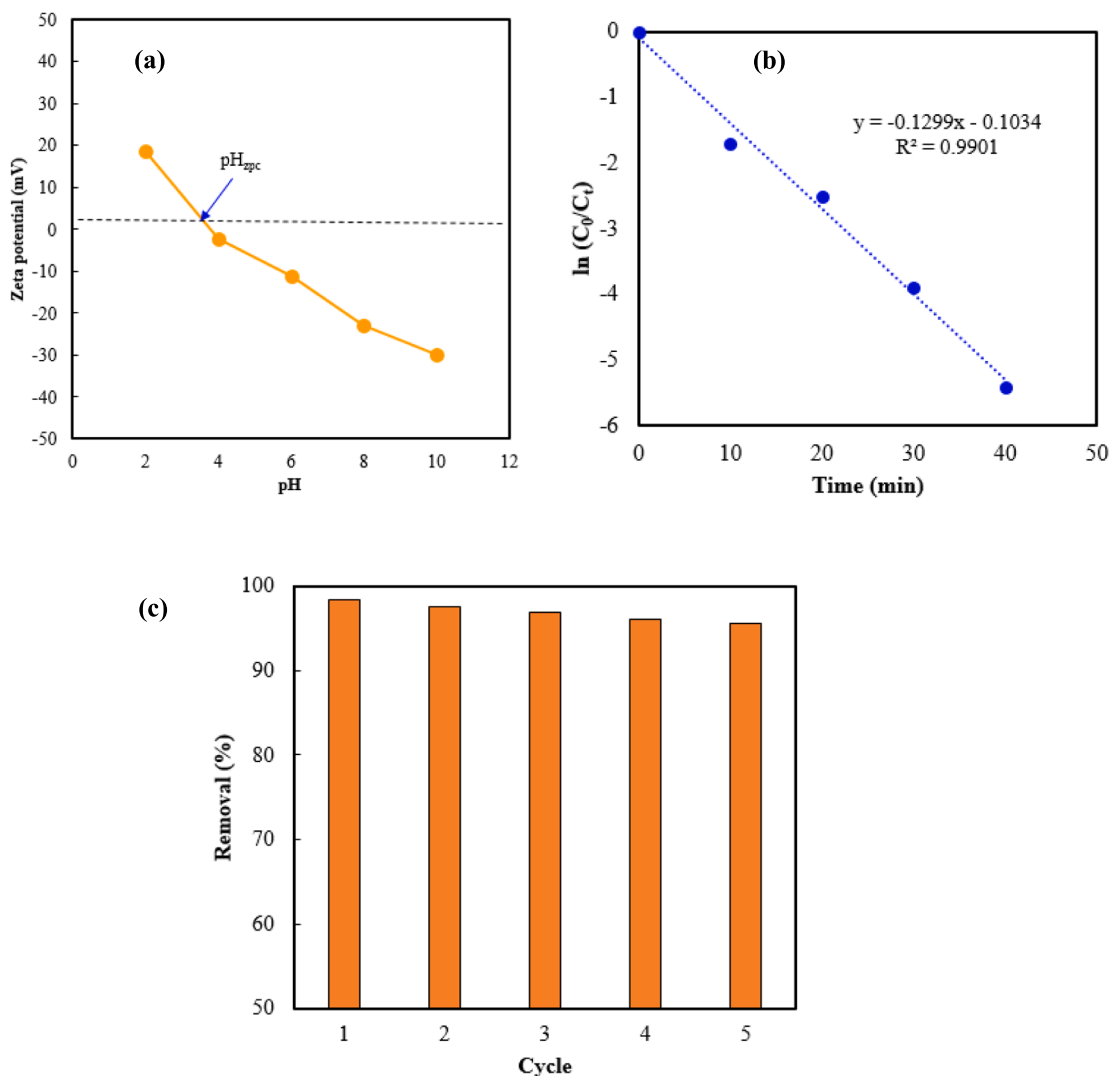 (a)
50
40
30
20
10
0
-10
-20
-30
-40
-50
Zeta potential (mV)
pHzpc
0 2 4 6 8 10 12
pH
(b)
0
-1
-2
-3
-4
-5
-6
ln (C0/Ct)
y = -0.1299x - 0.1034
R² = 0.9901
0 10 20 30 40 50
Time (min)
(c)
100
90
80
70
60
50
Removal (%)
1 2 3 4 5
Cycle